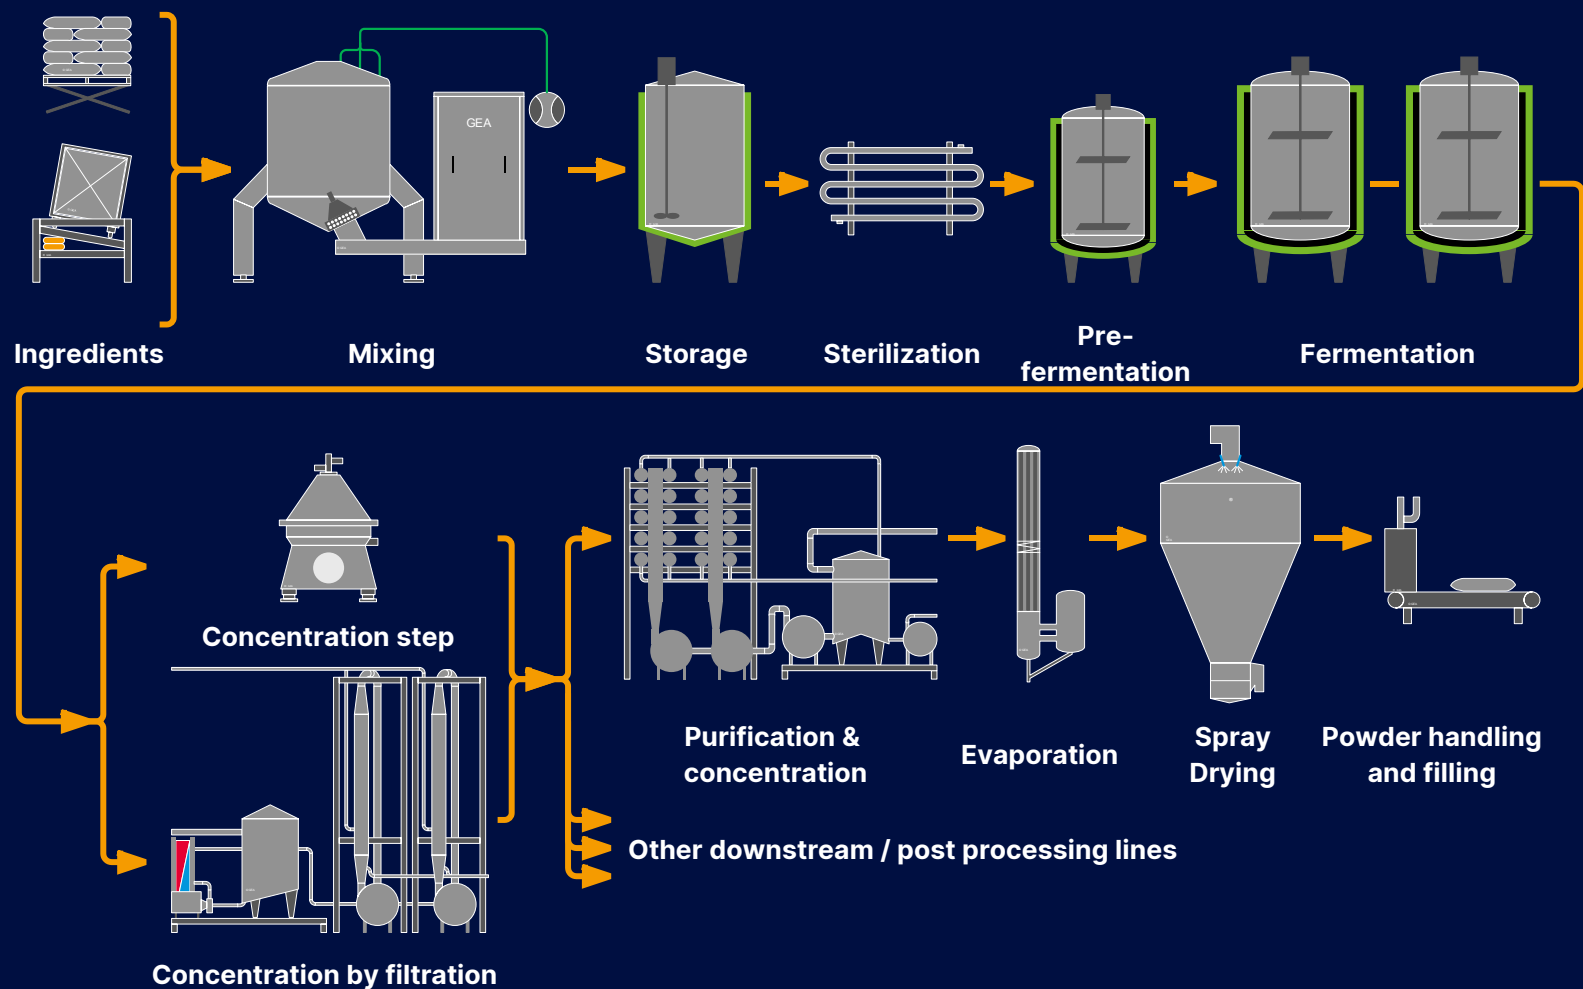 GEA
Ingredients
Mixing
Storage
Sterilization
Pre-
fermentation
Fermentation
Concentration step
Concentration by filtration
Purification &
concentration
Evaporation
Spray
Drying
Powder handling
and filling
Other downstream / post processing lines